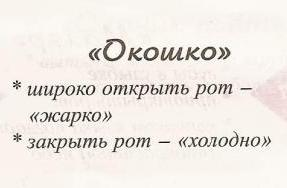 «Окошко»
* широко открыть рот –
«жарко»
* закрыть рот – «холодно»